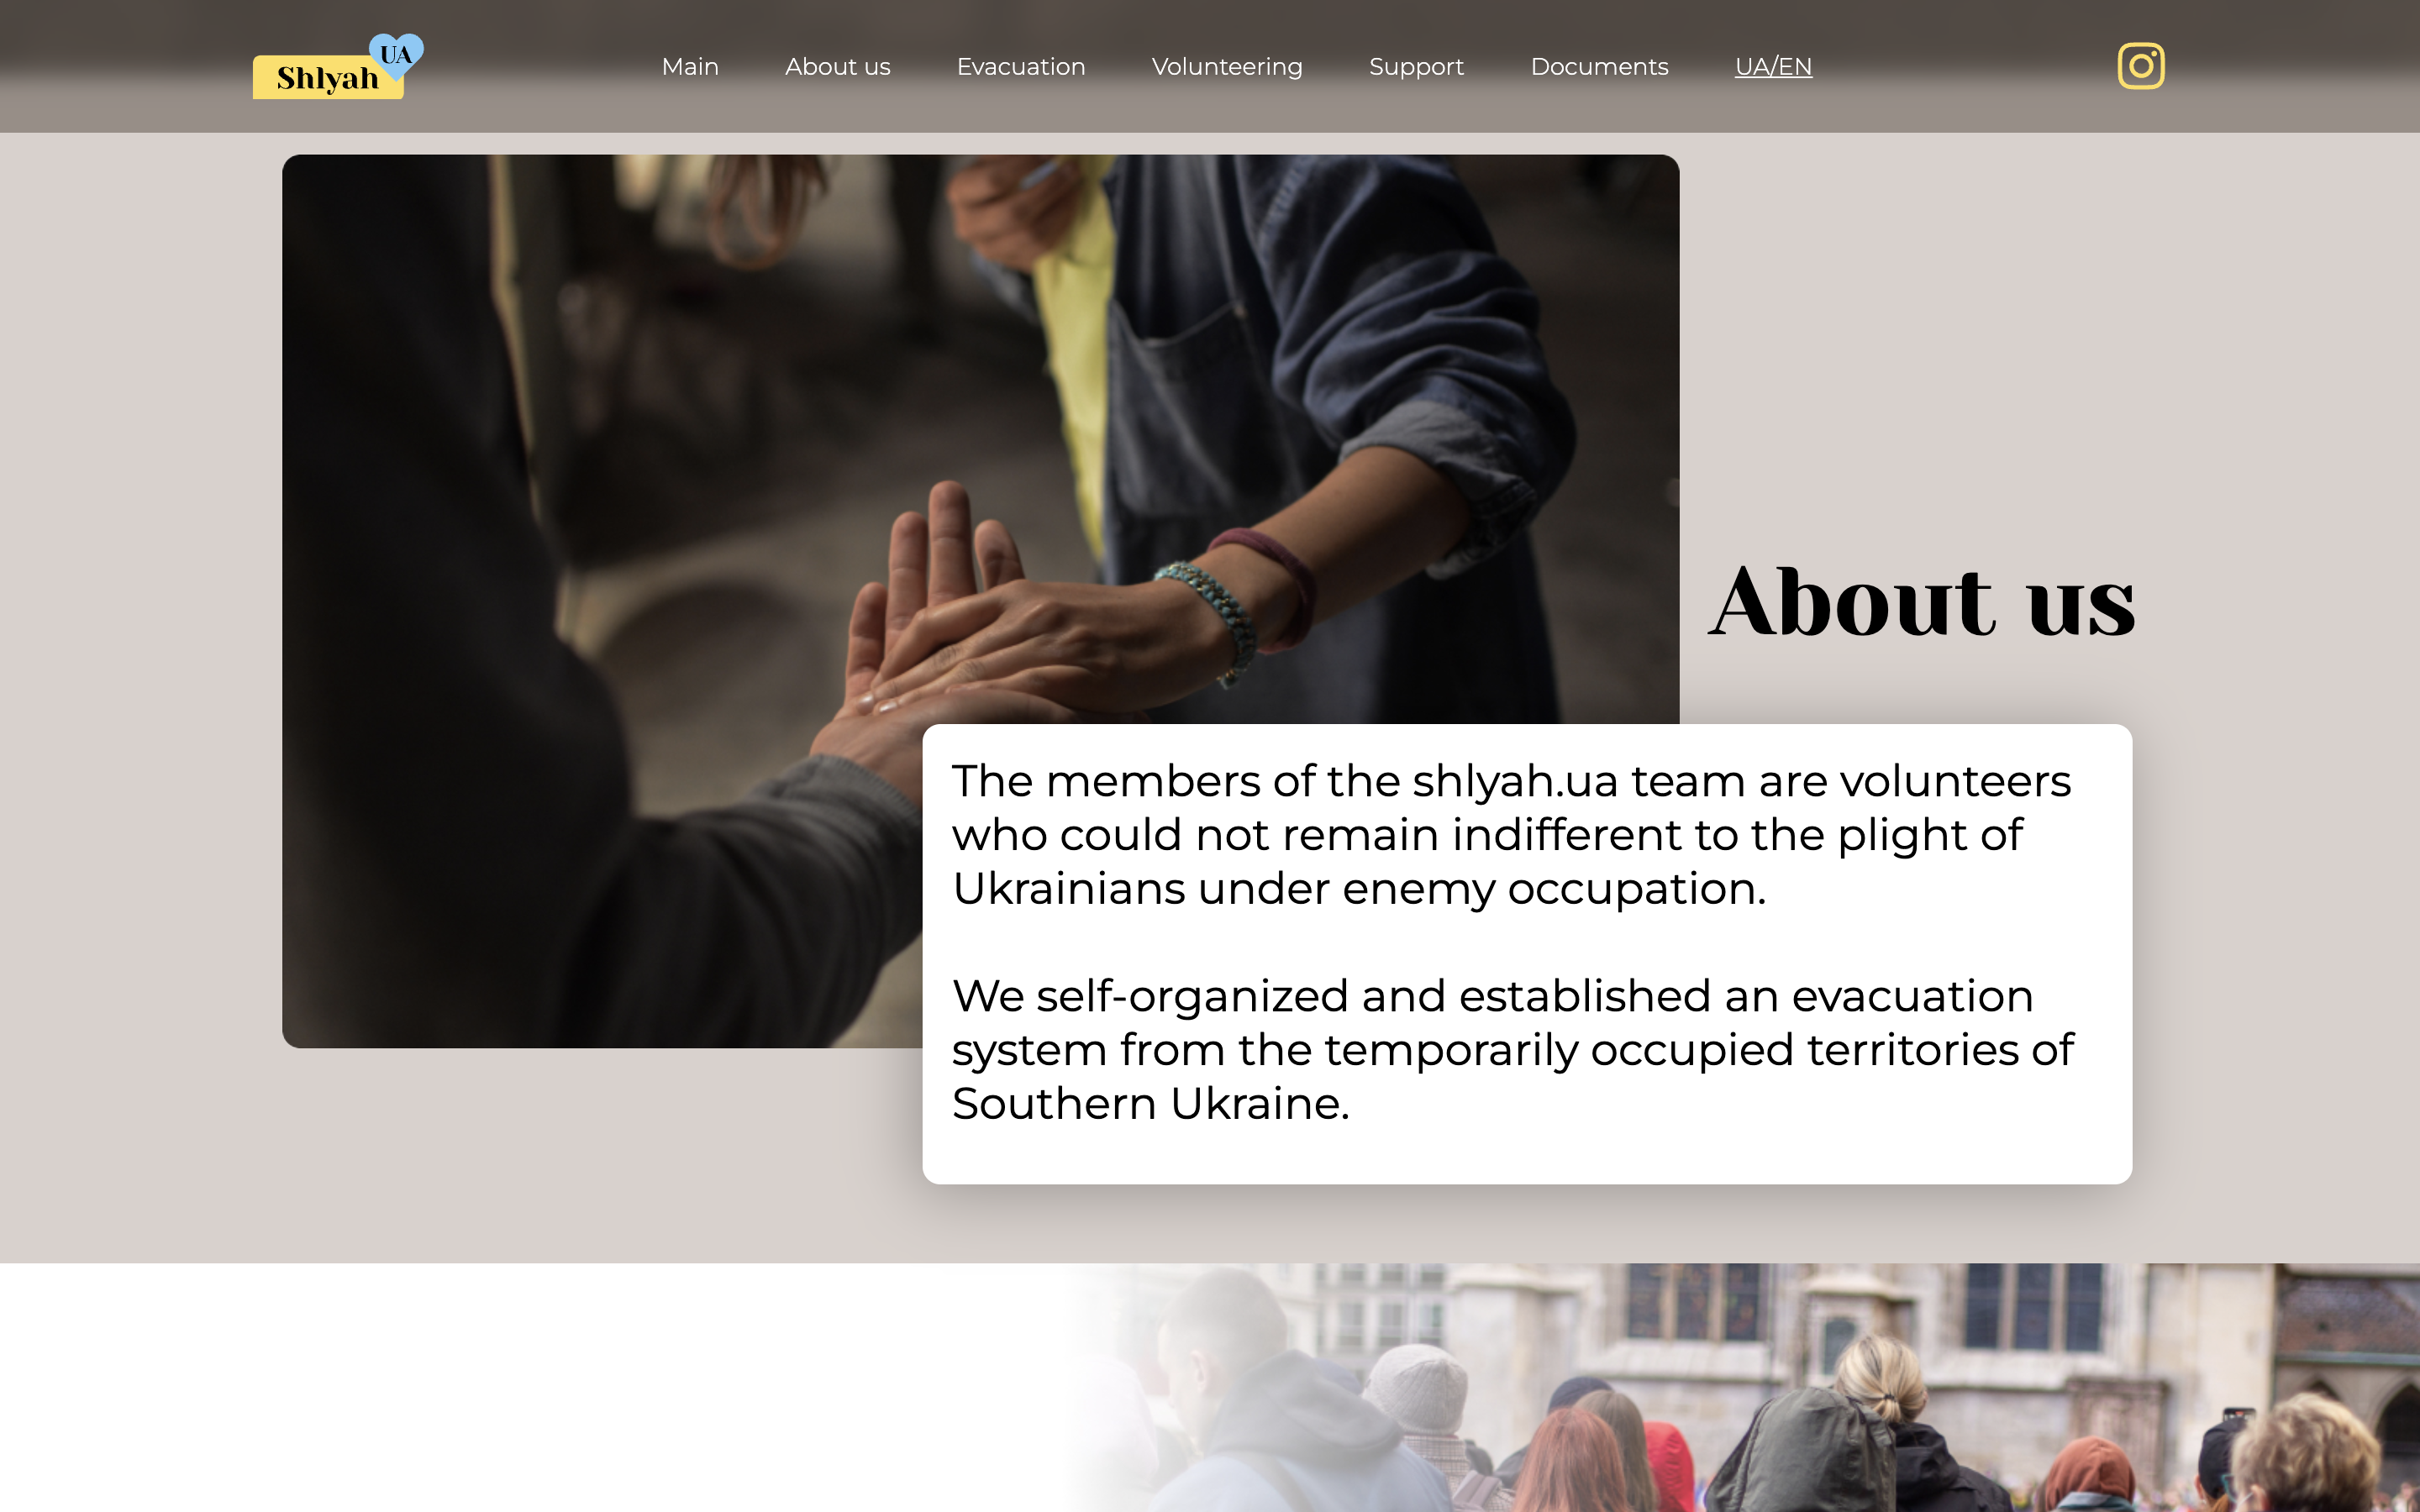 Shlyah UA
Main
About us
Evacuation
Volunteering
Support
Documents
UA/EN
About us
The members of the shlyah.ua team are volunteers
who could not remain indifferent to the plight of
Ukrainians under enemy occupation.
We self-organized and established an evacuation
system from the temporarily occupied territories of
Southern Ukraine.